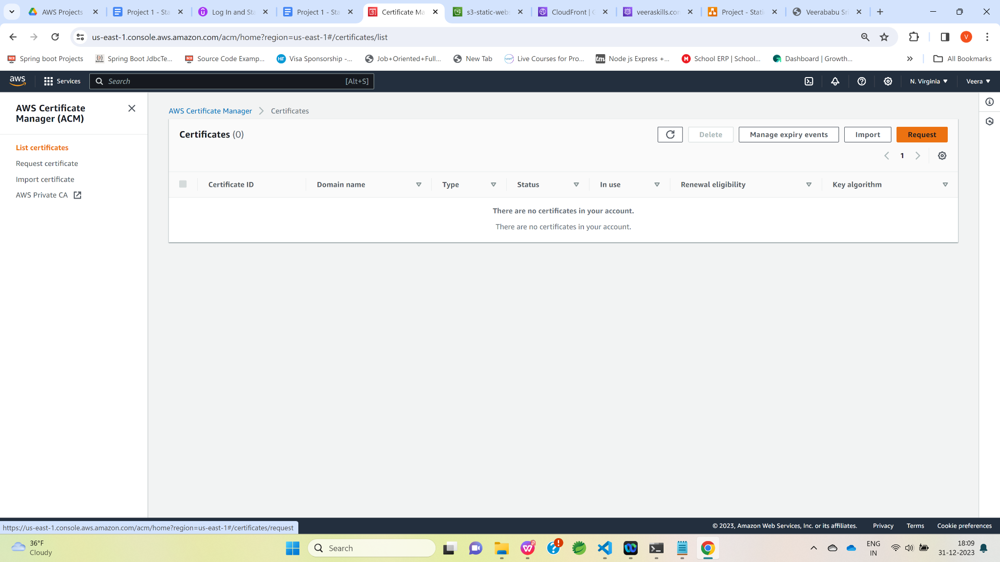 AWS Projects
Project 1 - Sta
Log In and Sta
Project 1 - Sta
Certificate Ma
s3-static-webs
CloudFront | G
veeraskills.com
Project - Stati
Veerababu Sri
us-east-1.console.aws.amazon.com/acm/home?region=us-east-1#/certificates/list
V
Spring boot Projects
Spring Boot JdbcTe...
Source Code Examp...
Visa Sponsorship -...
Job+Oriented+Full...
New Tab
Live Courses for Pro...
tm
Node js Express +...
M
School ERP | School...
Dashboard | Growth...
»
All Bookmarks
aws
Services
Search
[Alt+S]
N. Virginia
Veera
AWS Certificate
Manager (ACM)
List certificates
Request certificate
Import certificate
AWS Private CA
AWS Certificate Manager
Certificates
Certificates (0)
Delete
Manage expiry events
Import
Request
1
Certificate ID
Domain name
Type
Status
In use
Renewal eligibility
Key algorithm
There are no certificates in your account.
There are no certificates in your account.
https://us-east-1.console.aws.amazon.com/acm/home?region=us-east-1#/certificates/request
© 2023, Amazon Web Services, Inc. or its affiliates.
Privacy
Terms
Cookie preferences
36°F
Cloudy
Search
ENG
IN
18:09
31-12-2023